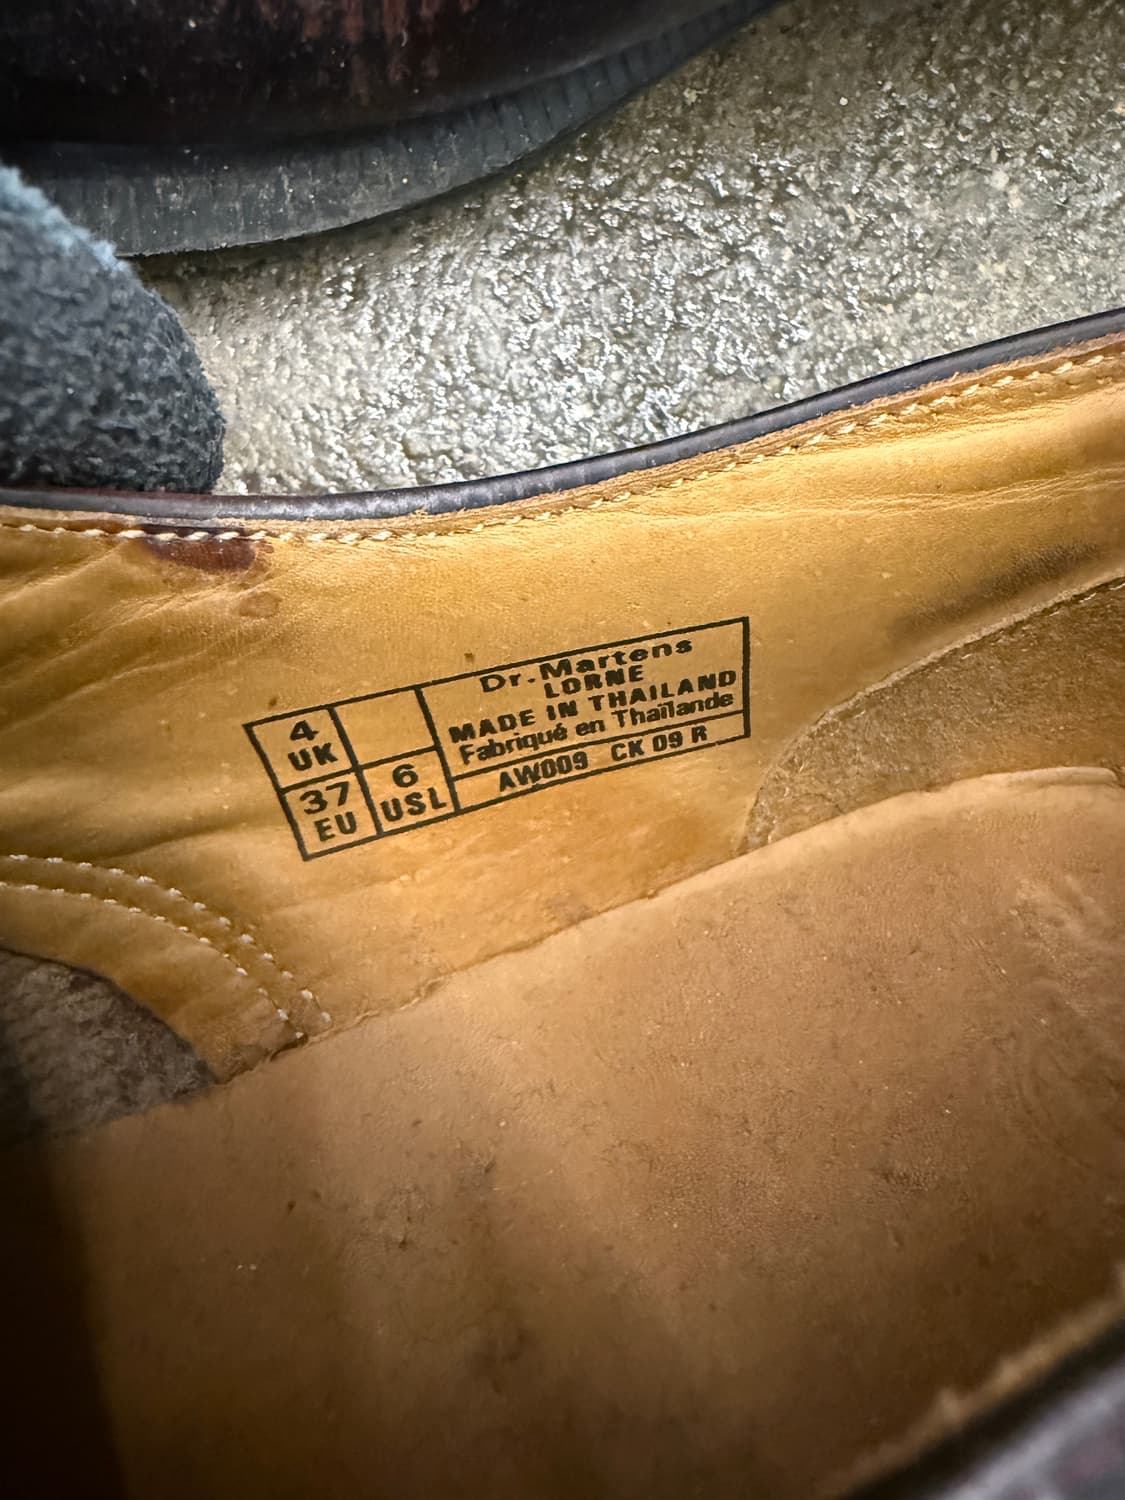 4
UK
37
EU
6
USL
Dr. Martens
LORNE
MADE IN THAILAND
Fabriqué en Thaïlande
AW009 CK 09 R